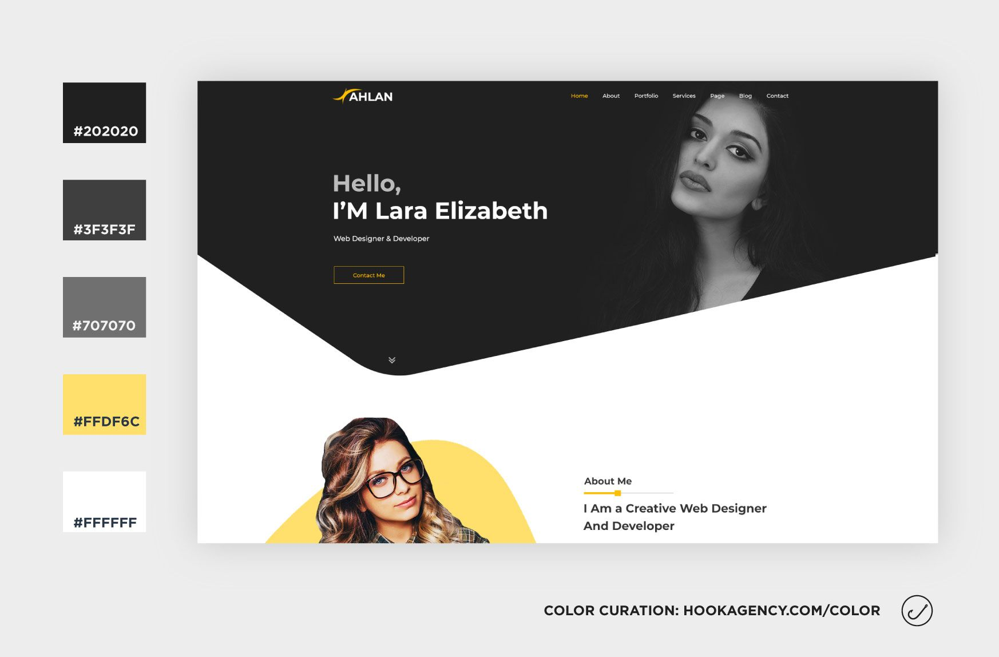 #202020
#3F3F3F
#707070
#FFDF6C
#FFFFFF
AHLAN
Home About Portfolio Services Page Blog Contact
Hello,
I’M Lara Elizabeth
Web Designer & Developer
Contact Me
About Me
I Am a Creative Web Designer
And Developer
COLOR CURATION: HOOKAGENCY.COM/COLOR